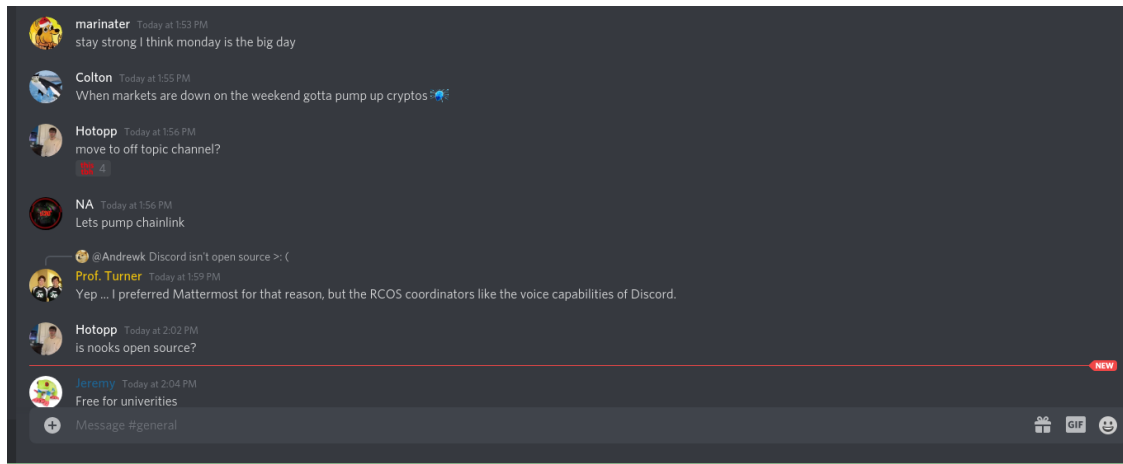 marinater Today at 1:53 PM
stay strong I think monday is the big day
Colton Today at 1:55 PM
When markets are down on the weekend gotta pump up cryptos
Hotopp Today at 1:56 PM
move to off topic channel?
4
NA Today at 1:56 PM
Lets pump chainlink
@Andrewk Discord isn't open source >: (
Prof. Turner Today at 1:59 PM
Yep ... I preferred Mattermost for that reason, but the RCOS coordinators like the voice capabilities of Discord.
Hotopp Today at 2:02 PM
is nooks open source?
NEW
Jeremy Today at 2:04 PM
Free for univerities
Message #general
GIF